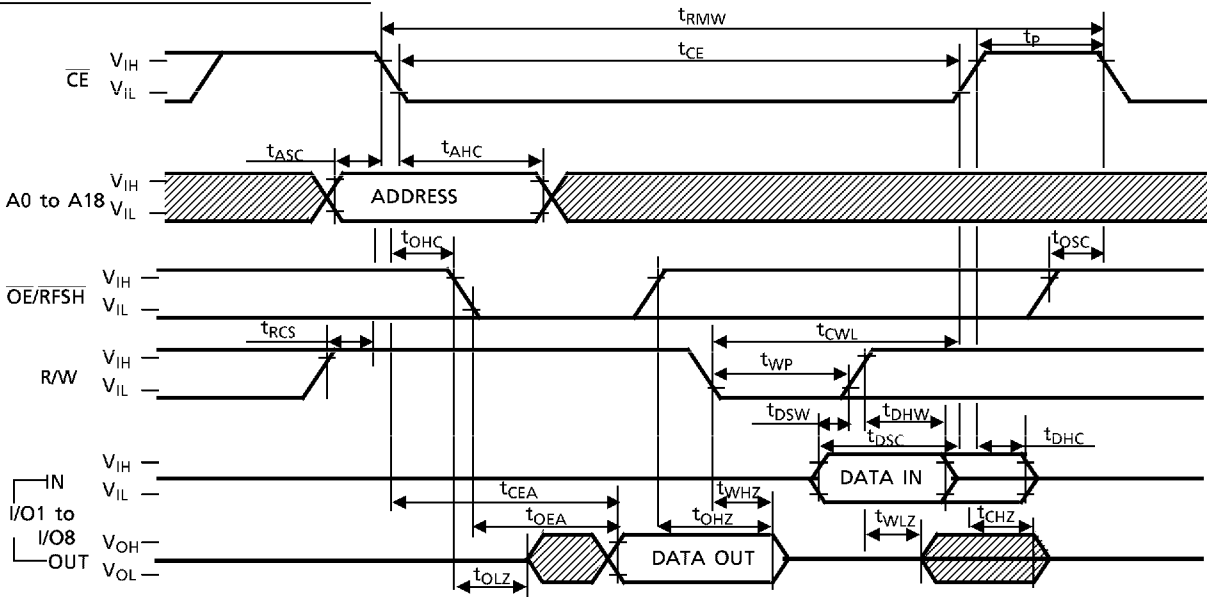 tRMW
tCE
tP
CE
VIH
ViL
tASC
tAHC
A0 to A18
VIH
VIL
ADDRESS
tOHC
tOSC
OE/RFSH
VIH
VIL
tRCS
tCWL
R/W
VIH
VIL
tWP
tDSW
tDHW
tDSC
tDHC
IN
VIH
VIL
DATA IN
I/O1 to
I/O8
tCEA
tWHZ
tOEA
tOHZ
tWLZ
tCHZ
OUT
VOH
VOL
DATA OUT
tOLZ